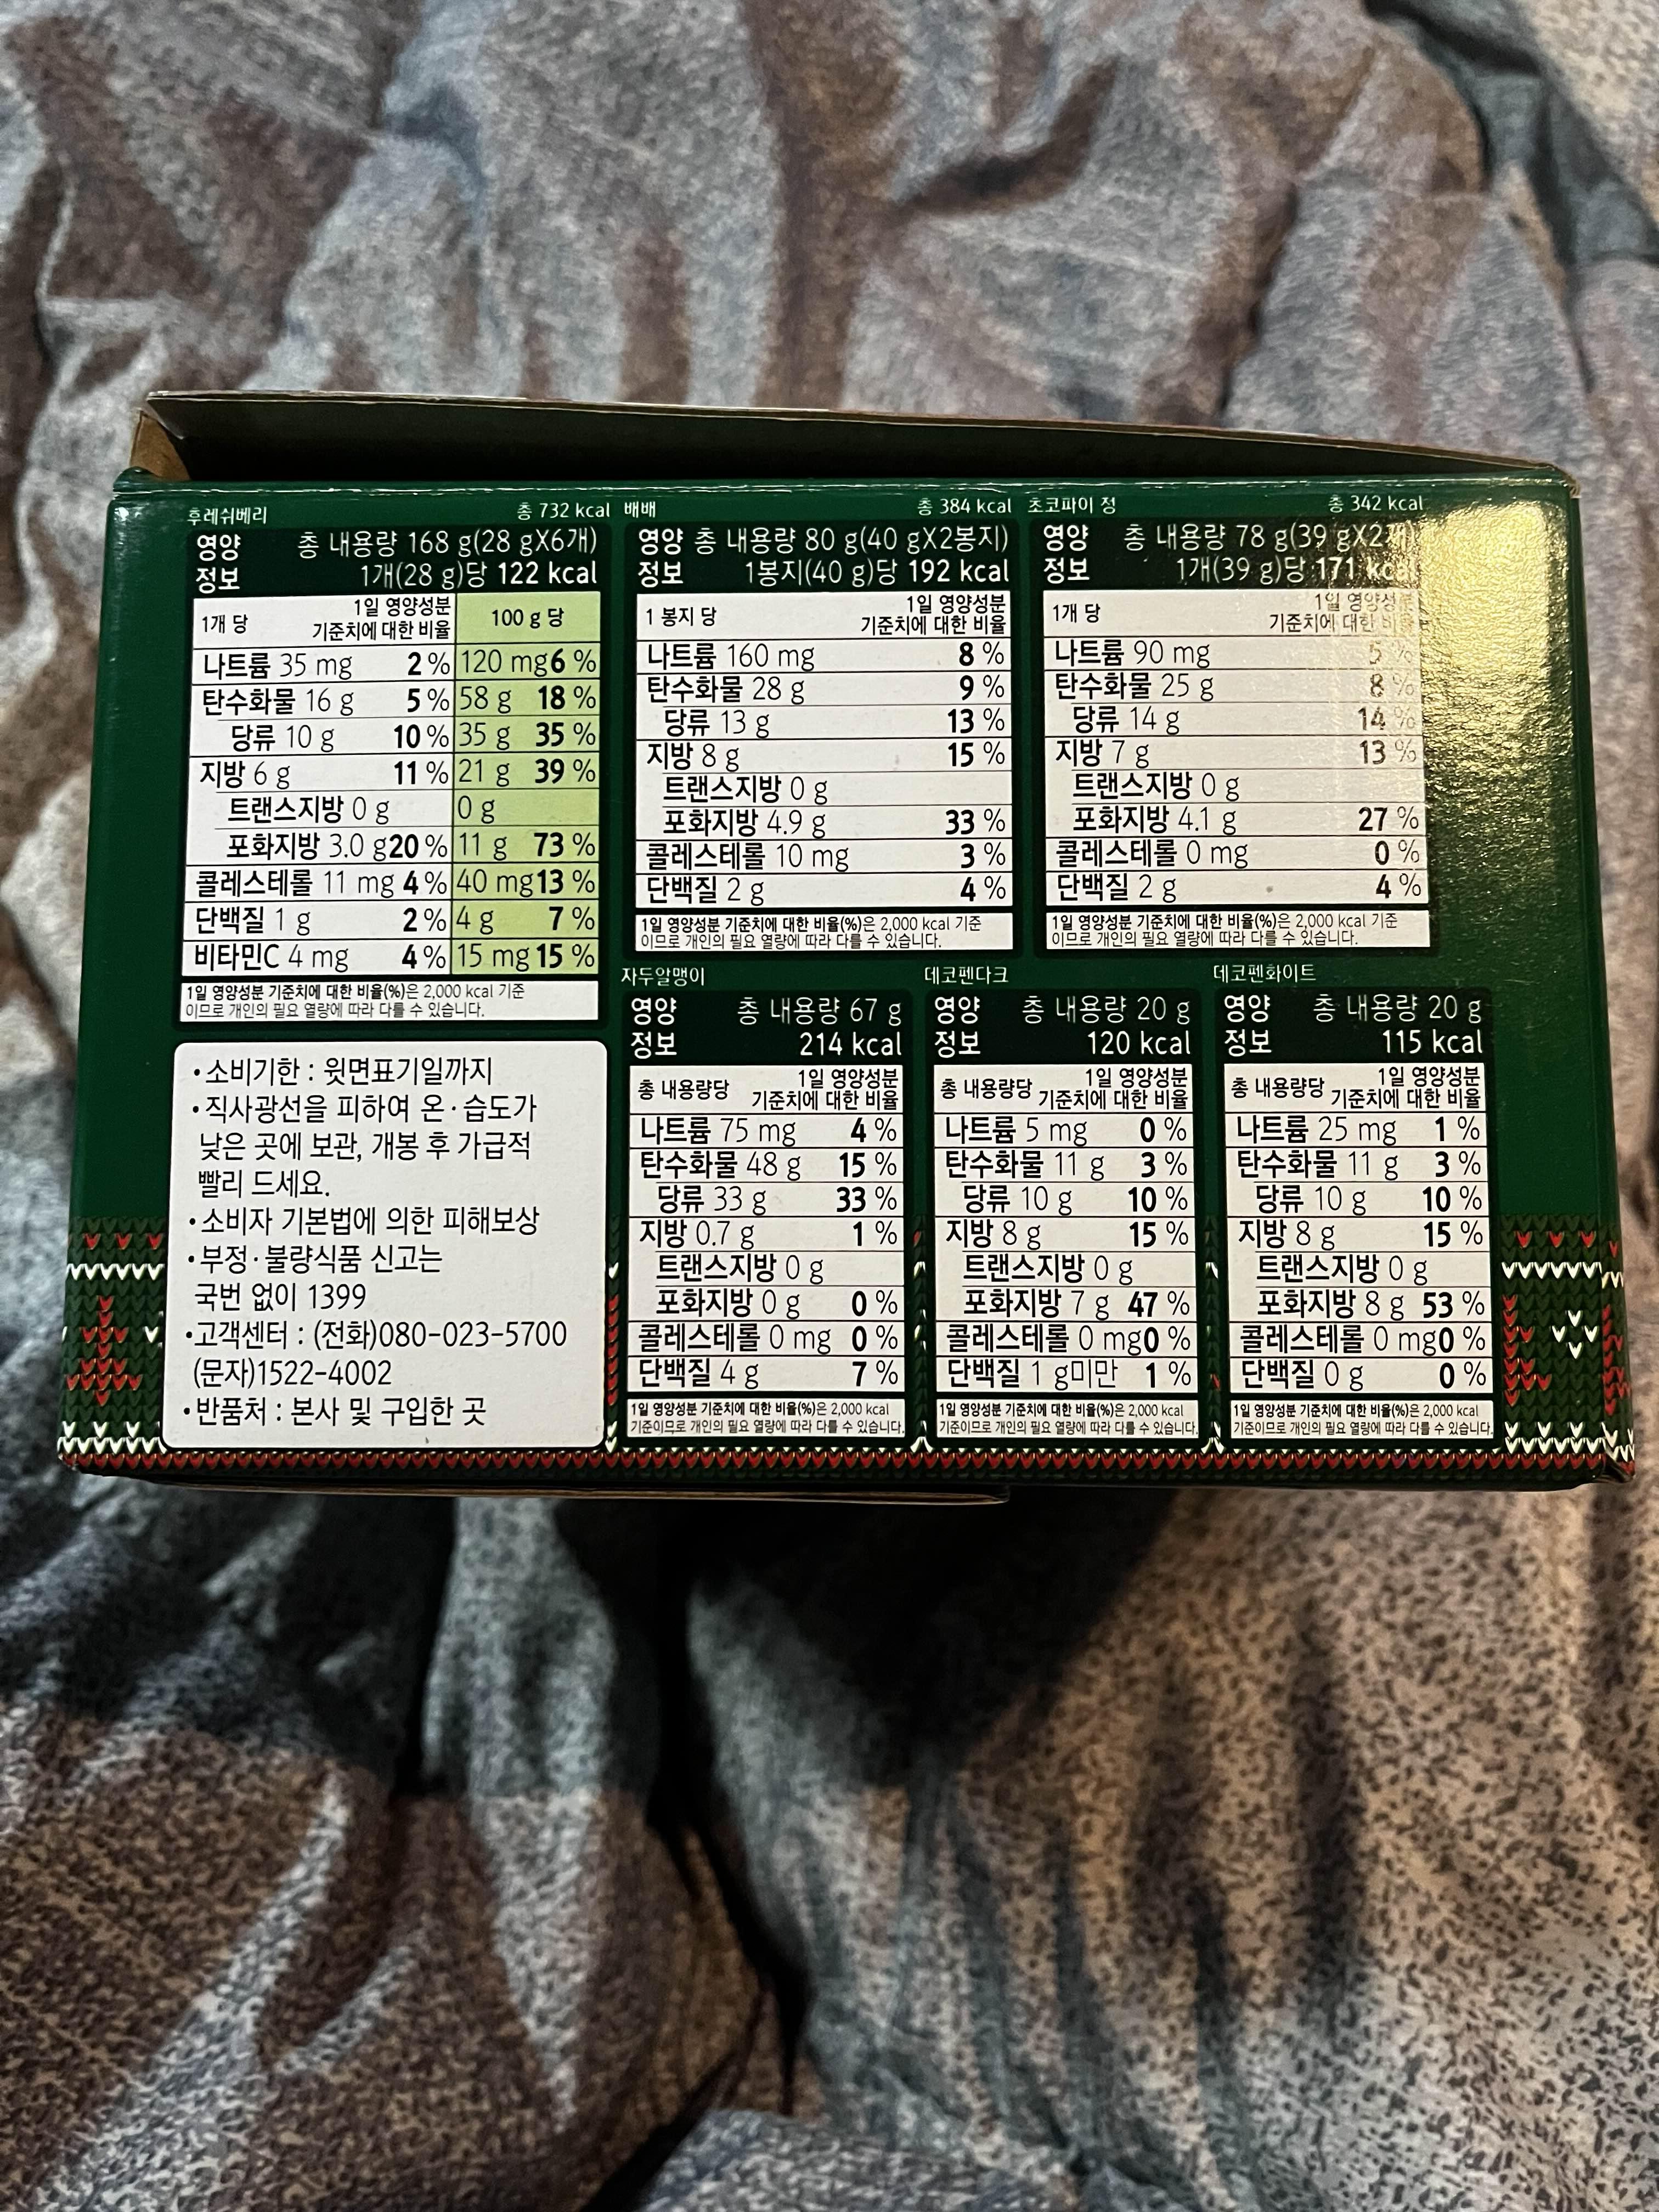 후레쉬베리 총 732 kcal
영양 정보 총 내용량 168 g(28 gX6개)
1개(28 g)당 122 kcal
1개 당 1일 영양성분 기준치에 대한 비율 100 g 당
나트륨 35 mg 2 % 120 mg 6 %
탄수화물 16 g 5 % 58 g 18 %
당류 10 g 10 % 35 g 35 %
지방 6 g 11 % 21 g 39 %
트랜스지방 0 g 0 g
포화지방 3.0 g 20 % 11 g 73 %
콜레스테롤 11 mg 4 % 40 mg 13 %
단백질 1 g 2 % 4 g 7 %
비타민C 4 mg 4 % 15 mg 15 %
1일 영양성분 기준치에 대한 비율(%)은 2,000 kcal 기준
이므로 개인의 필요 열량에 따라 다를 수 있습니다.
배배 총 384 kcal
영양 정보 총 내용량 80 g(40 gX2봉지)
1봉지(40 g)당 192 kcal
1 봉지 당 1일 영양성분 기준치에 대한 비율
나트륨 160 mg 8 %
탄수화물 28 g 9 %
당류 13 g 13 %
지방 8 g 15 %
트랜스지방 0 g
포화지방 4.9 g 33 %
콜레스테롤 10 mg 3 %
단백질 2 g 4 %
1일 영양성분 기준치에 대한 비율(%)은 2,000 kcal 기준
이므로 개인의 필요 열량에 따라 다를 수 있습니다.
초코파이 정 총 342 kcal
영양 정보 총 내용량 78 g(39 gX2개)
1개(39 g)당 171 kcal
1개 당 1일 영양성분 기준치에 대한 비율
나트륨 90 mg 5 %
탄수화물 25 g 8 %
당류 14 g 14 %
지방 7 g 13 %
트랜스지방 0 g
포화지방 4.1 g 27 %
콜레스테롤 0 mg 0 %
단백질 2 g 4 %
1일 영양성분 기준치에 대한 비율(%)은 2,000 kcal 기준
이므로 개인의 필요 열량에 따라 다를 수 있습니다.
•소비기한 : 윗면표기일까지
•직사광선을 피하여 온·습도가
낮은 곳에 보관, 개봉 후 가급적
빨리 드세요.
•소비자 기본법에 의한 피해보상
•부정·불량식품 신고는
국번 없이 1399
•고객센터 : (전화)080-023-5700
(문자)1522-4002
•반품처 : 본사 및 구입한 곳
자두알맹이
영양 정보 총 내용량 67 g
214 kcal
총 내용량당 1일 영양성분 기준치에 대한 비율
나트륨 75 mg 4 %
탄수화물 48 g 15 %
당류 33 g 33 %
지방 0.7 g 1 %
트랜스지방 0 g
포화지방 0 g 0 %
콜레스테롤 0 mg 0 %
단백질 4 g 7 %
1일 영양성분 기준치에 대한 비율(%)은 2,000 kcal
기준이므로 개인의 필요 열량에 따라 다를 수 있습니다.
데코펜다크
영양 정보 총 내용량 20 g
120 kcal
총 내용량당 1일 영양성분 기준치에 대한 비율
나트륨 5 mg 0 %
탄수화물 11 g 3 %
당류 10 g 10 %
지방 8 g 15 %
트랜스지방 0 g
포화지방 7 g 47 %
콜레스테롤 0 mg 0 %
단백질 1 g미만 1 %
1일 영양성분 기준치에 대한 비율(%)은 2,000 kcal
기준이므로 개인의 필요 열량에 따라 다를 수 있습니다.
데코펜화이트
영양 정보 총 내용량 20 g
115 kcal
총 내용량당 1일 영양성분 기준치에 대한 비율
나트륨 25 mg 1 %
탄수화물 11 g 3 %
당류 10 g 10 %
지방 8 g 15 %
트랜스지방 0 g
포화지방 8 g 53 %
콜레스테롤 0 mg 0 %
단백질 0 g 0 %
1일 영양성분 기준치에 대한 비율(%)은 2,000 kcal
기준이므로 개인의 필요 열량에 따라 다를 수 있습니다.